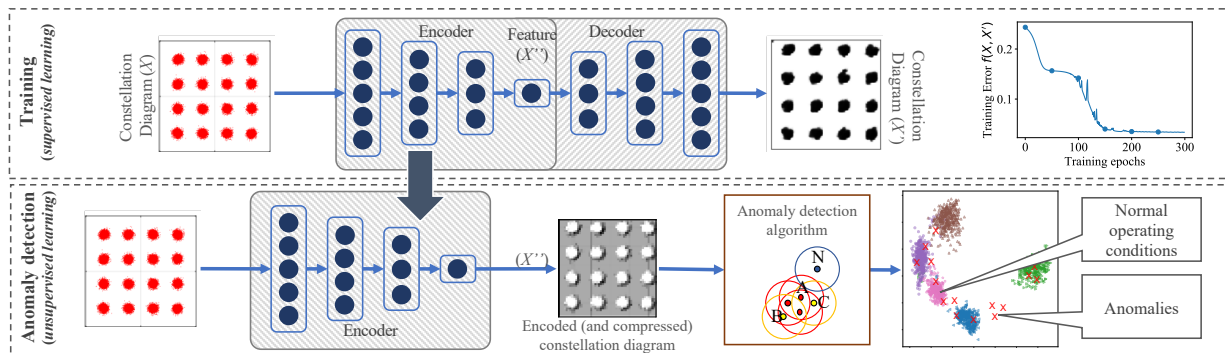 Training
(supervised learning)
Constellation
Diagram (X)
Encoder
Feature
(X’’)
Decoder
Constellation
Diagram (X’)
Training Error f(X, X′)
0.2
0.1
0
100
200
300
Training epochs
Anomaly detection
(unsupervised learning)
Encoder
(X’’)
Encoded (and compressed)
constellation diagram
Anomaly detection
algorithm
N
A
C
B
Normal
operating
conditions
Anomalies